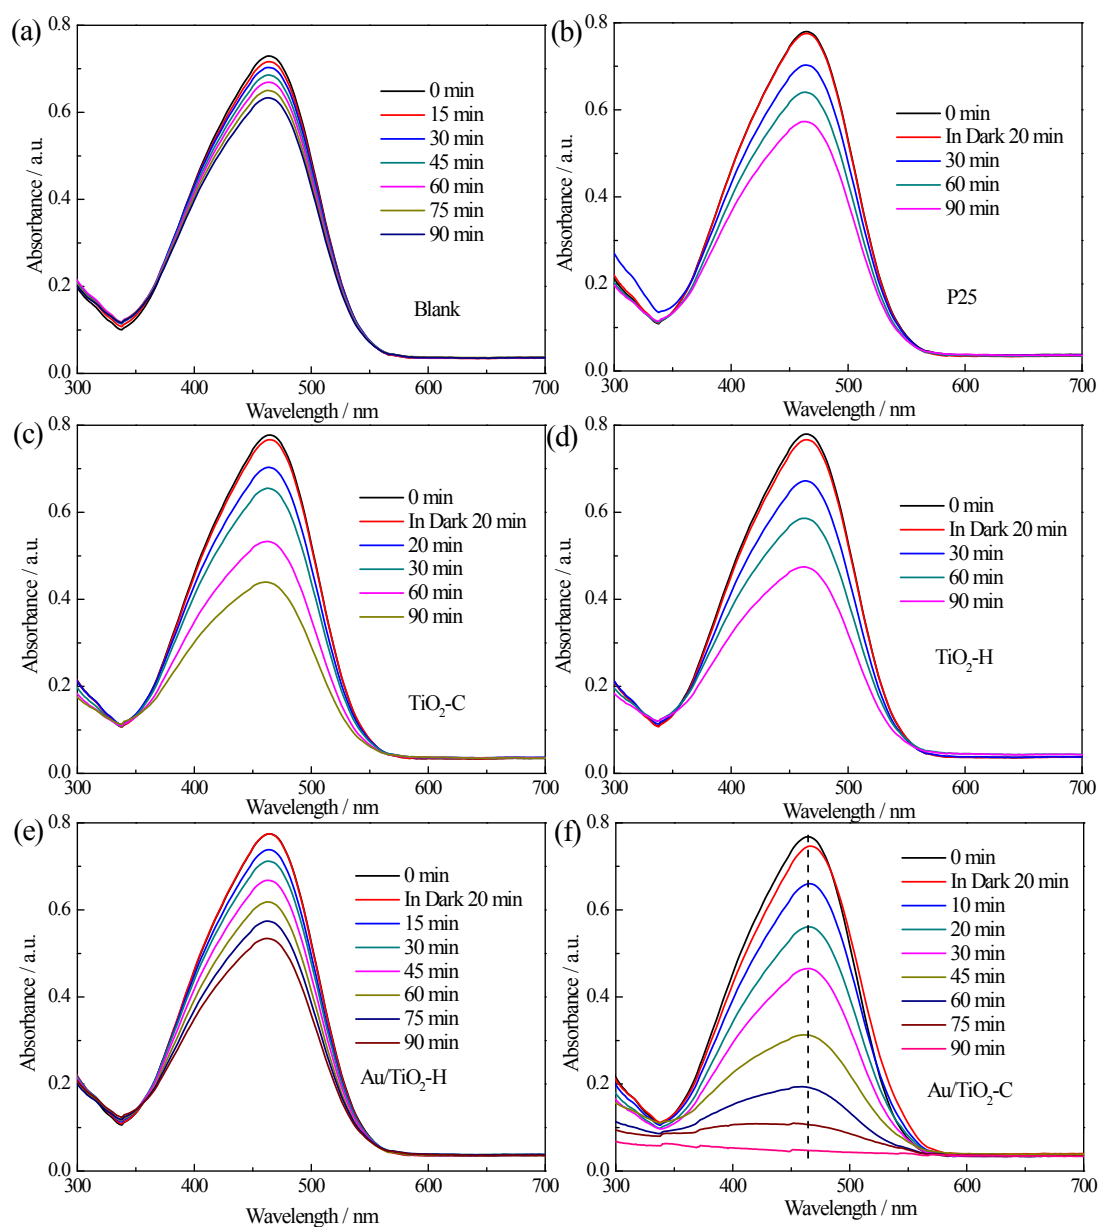 (a)
0.8
0.6
0.4
0.2
0.0
Absorbance / a.u.
0 min
15 min
30 min
45 min
60 min
75 min
90 min
Blank
300 400 500 600 700
Wavelength / nm
(b)
0.8
0.6
0.4
0.2
0.0
Absorbance / a.u.
0 min
In Dark 20 min
30 min
60 min
90 min
P25
300 400 500 600 700
Wavelength / nm
(c)
0.8
0.6
0.4
0.2
0.0
Absorbance / a.u.
0 min
In Dark 20 min
20 min
30 min
60 min
90 min
TiO₂-C
300 400 500 600 700
Wavelength / nm
(d)
0.8
0.6
0.4
0.2
0.0
Absorbance / a.u.
0 min
In Dark 20 min
30 min
60 min
90 min
TiO₂-H
300 400 500 600 700
Wavelength / nm
(e)
0.8
0.6
0.4
0.2
0.0
Absorbance / a.u.
0 min
In Dark 20 min
15 min
30 min
45 min
60 min
75 min
90 min
Au/TiO₂-H
300 400 500 600 700
Wavelength / nm
(f)
0.8
0.6
0.4
0.2
0.0
Absorbance / a.u.
0 min
In Dark 20 min
10 min
20 min
30 min
45 min
60 min
75 min
90 min
Au/TiO₂-C
300 400 500 600 700
Wavelength / nm